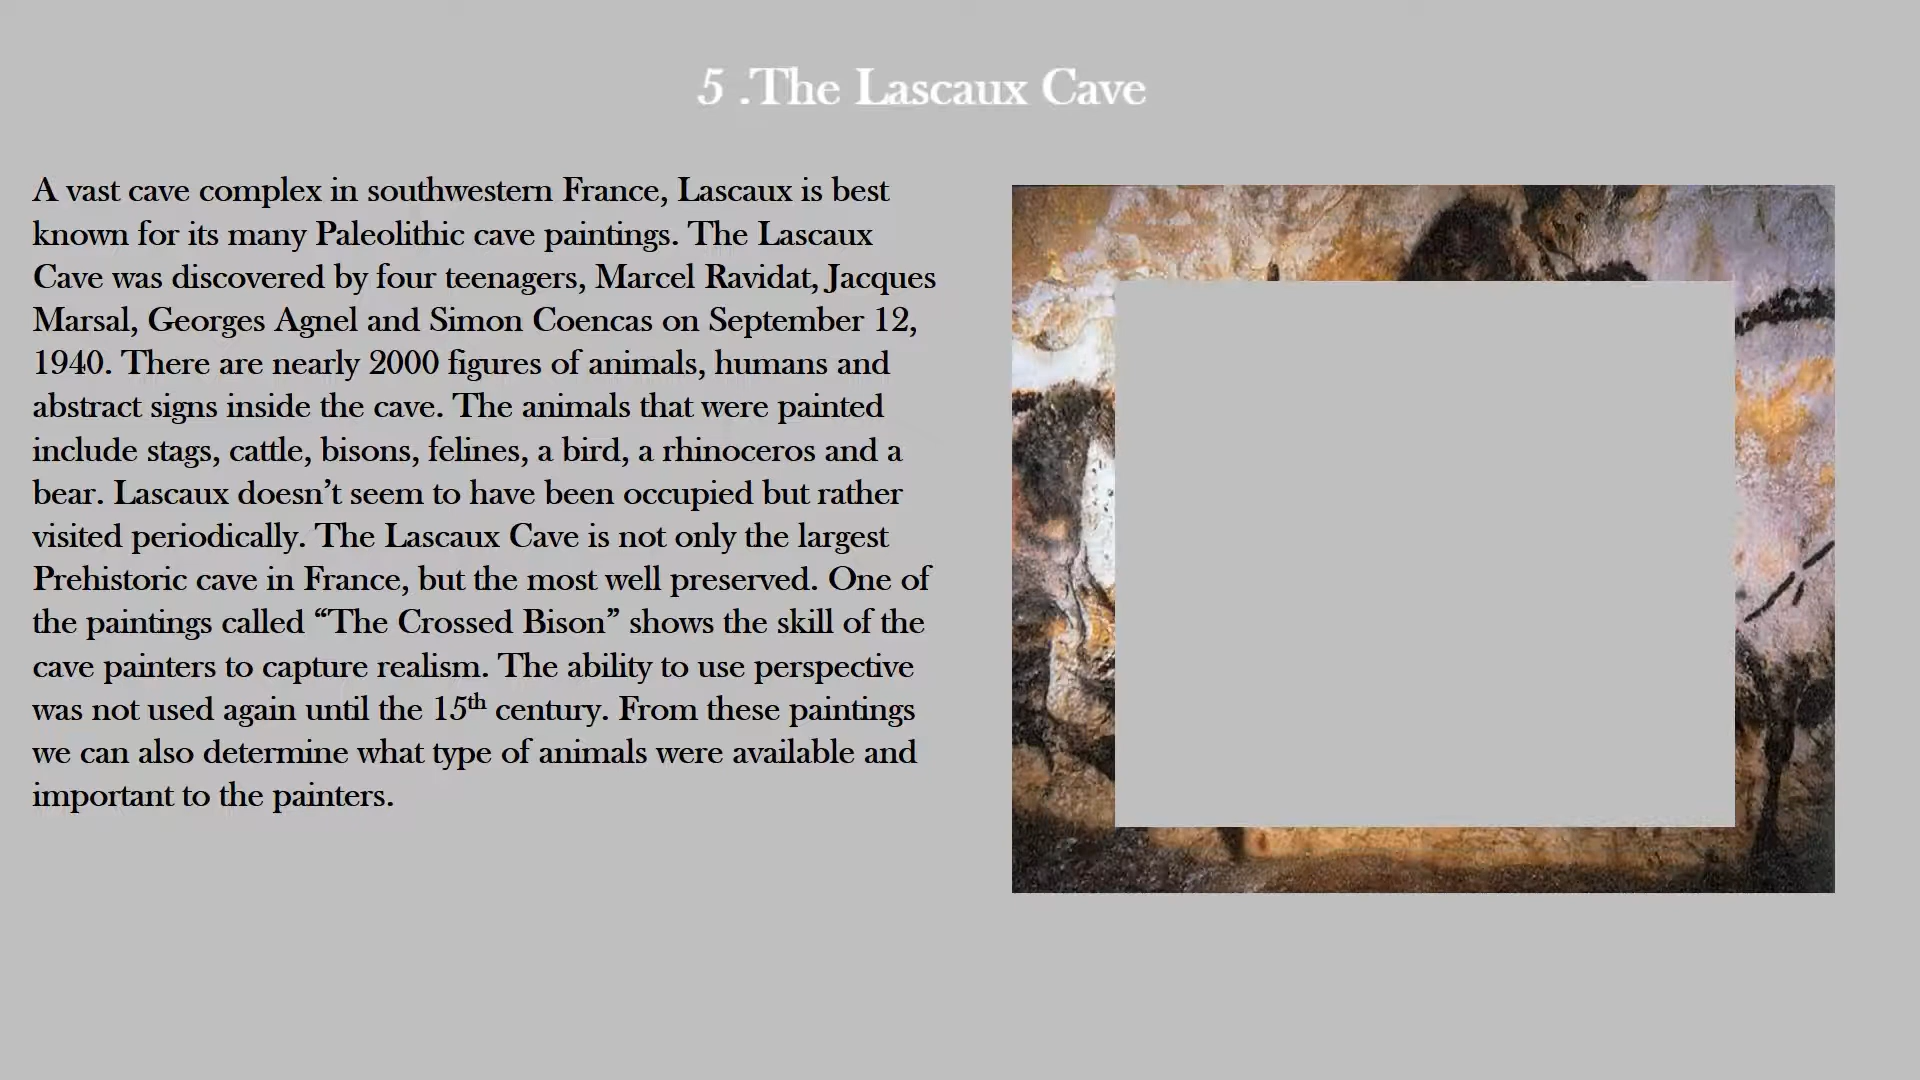 5 .The Lascaux Cave
A vast cave complex in southwestern France, Lascaux is best
known for its many Paleolithic cave paintings. The Lascaux
Cave was discovered by four teenagers, Marcel Ravidat, Jacques
Marsal, Georges Agnel and Simon Coencas on September 12,
1940. There are nearly 2000 figures of animals, humans and
abstract signs inside the cave. The animals that were painted
include stags, cattle, bisons, felines, a bird, a rhinoceros and a
bear. Lascaux doesn’t seem to have been occupied but rather
visited periodically. The Lascaux Cave is not only the largest
Prehistoric cave in France, but the most well preserved. One of
the paintings called “The Crossed Bison” shows the skill of the
cave painters to capture realism. The ability to use perspective
was not used again until the 15th century. From these paintings
we can also determine what type of animals were available and
important to the painters.